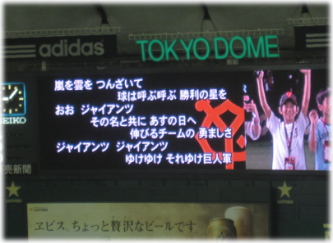 adidas
TOKYO DOME
嵐を雲を つんざいて
球は呼ぶ呼ぶ 勝利の星を
おお ジャイアンツ
その名と共に あすの日へ
伸びるチームの 勇ましさ
ジャイアンツ ジャイアンツ
ゆけゆけ それゆけ巨人軍
SEIKO
売新聞
ヱビス。ちょっと贅沢なビールです。